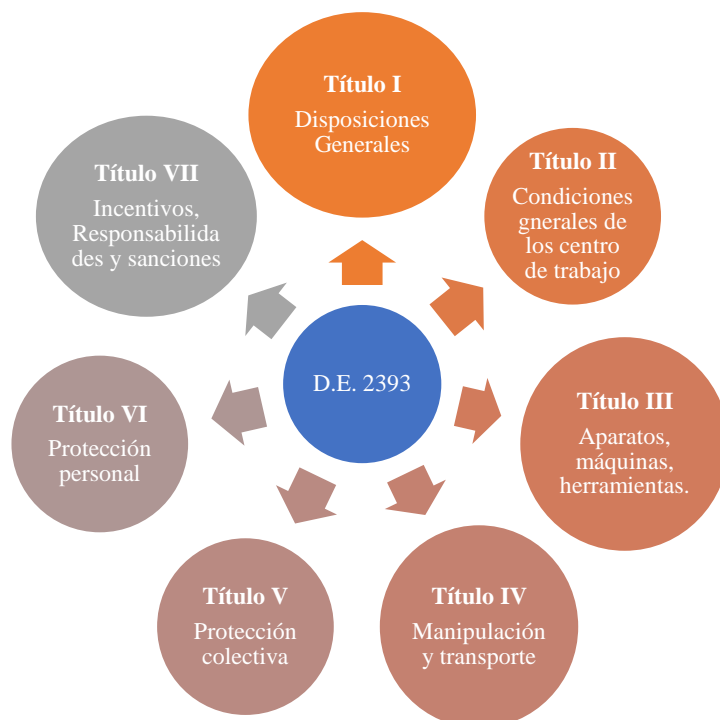 Título I
Disposiciones
Generales
Título II
Condiciones
gnerales de
los centro
de trabajo
Título III
Aparatos,
máquinas,
herramientas.
Título IV
Manipulación
y transporte
Título V
Protección
colectiva
Título VI
Protección
personal
Título VII
Incentivos,
Responsabilida
des y sanciones
D.E. 2393